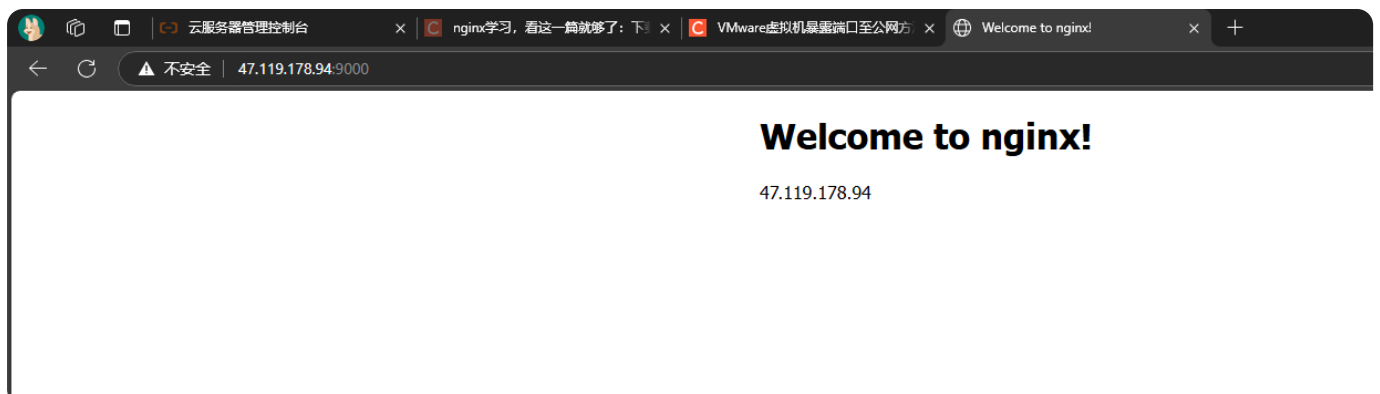 云服务器管理控制台
nginx学习，看这一篇就够了：下
VMware虚拟机暴露端口至公网方
Welcome to nginx!
不安全 47.119.178.94:9000
Welcome to nginx!
47.119.178.94